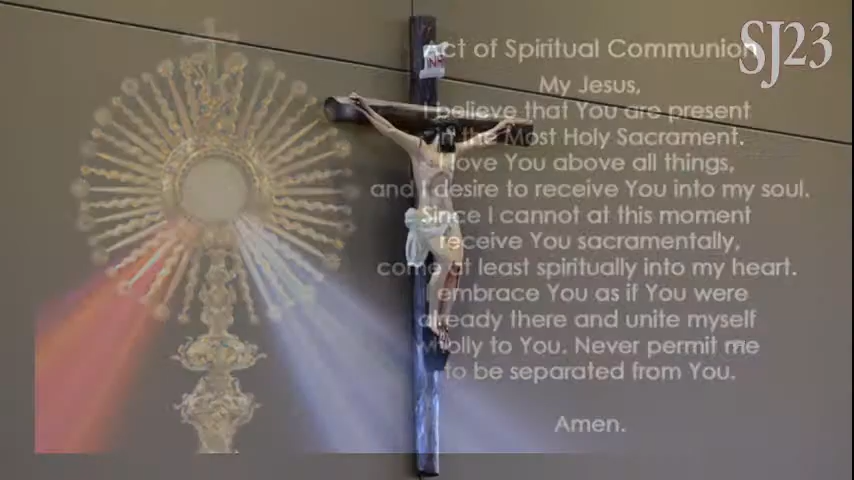 SJ23
Act of Spiritual Communion
My Jesus,
I believe that You are present
in the Most Holy Sacrament.
I love You above all things,
and I desire to receive You into my soul.
Since I cannot at this moment
receive You sacramentally,
come at least spiritually into my heart.
embrace You as if You were
already there and unite myself
wholly to You. Never permit me
to be separated from You.
Amen.